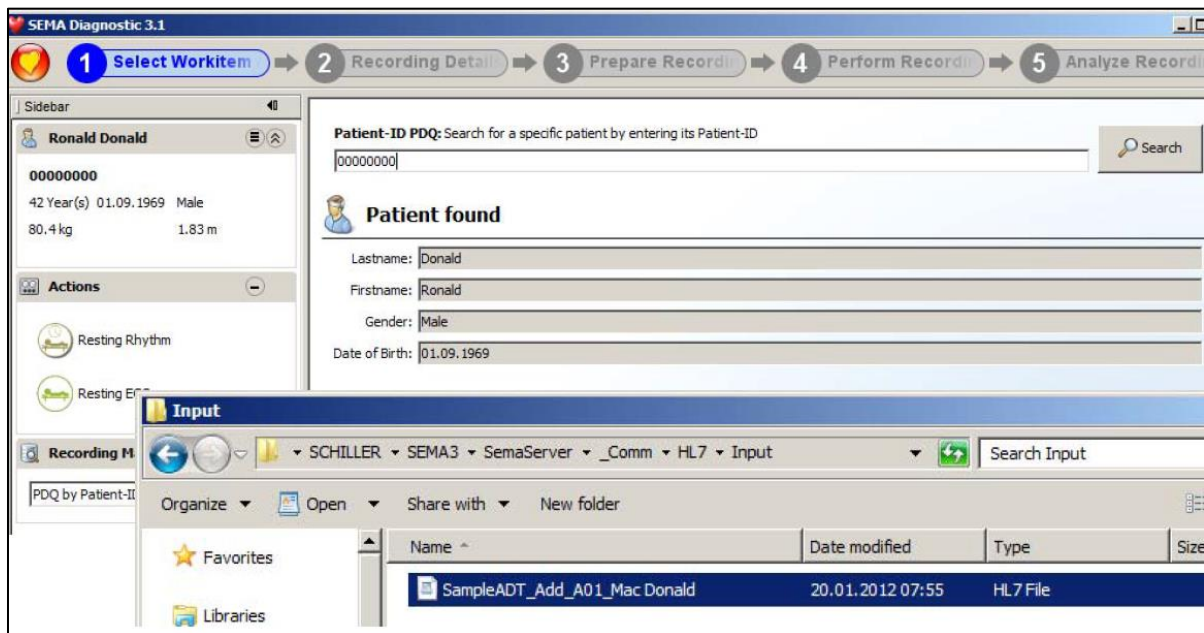 SEMA Diagnostic 3.1
1 Select Workitem 2 Recording Detail 3 Prepare Recordin 4 Perform Recordin 5 Analyze Recordi
Sidebar
Ronald Donald
00000000
42 Year(s) 01.09.1969 Male
80.4 kg 1.83 m
Actions
Resting Rhythm
Resting EC
Recording M
PDQ by Patient-ID
Patient-ID PDQ: Search for a specific patient by entering its Patient-ID
00000000
Search
Patient found
Lastname: Donald
Firstname: Ronald
Gender: Male
Date of Birth: 01.09.1969
Input
SCHILLER SEMA3 SemaServer _Comm HL7 Input
Search Input
Organize Open Share with New folder
Favorites
Libraries
Name Date modified Type Size
SampleADT_Add_A01_Mac Donald 20.01.2012 07:55 HL7 File